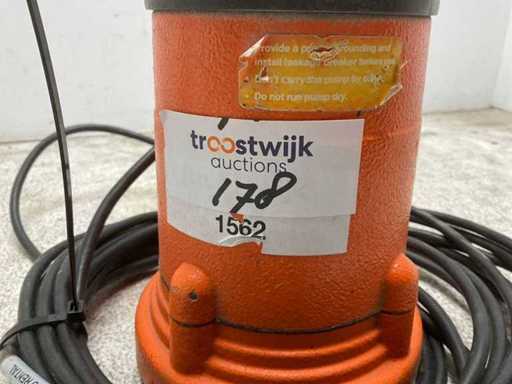 Provide a proper grounding and
install leakage breaker before use
Don't carry the pump by
Do not run pump dry.
troostwijk
auctions
178
1562
RENTAL